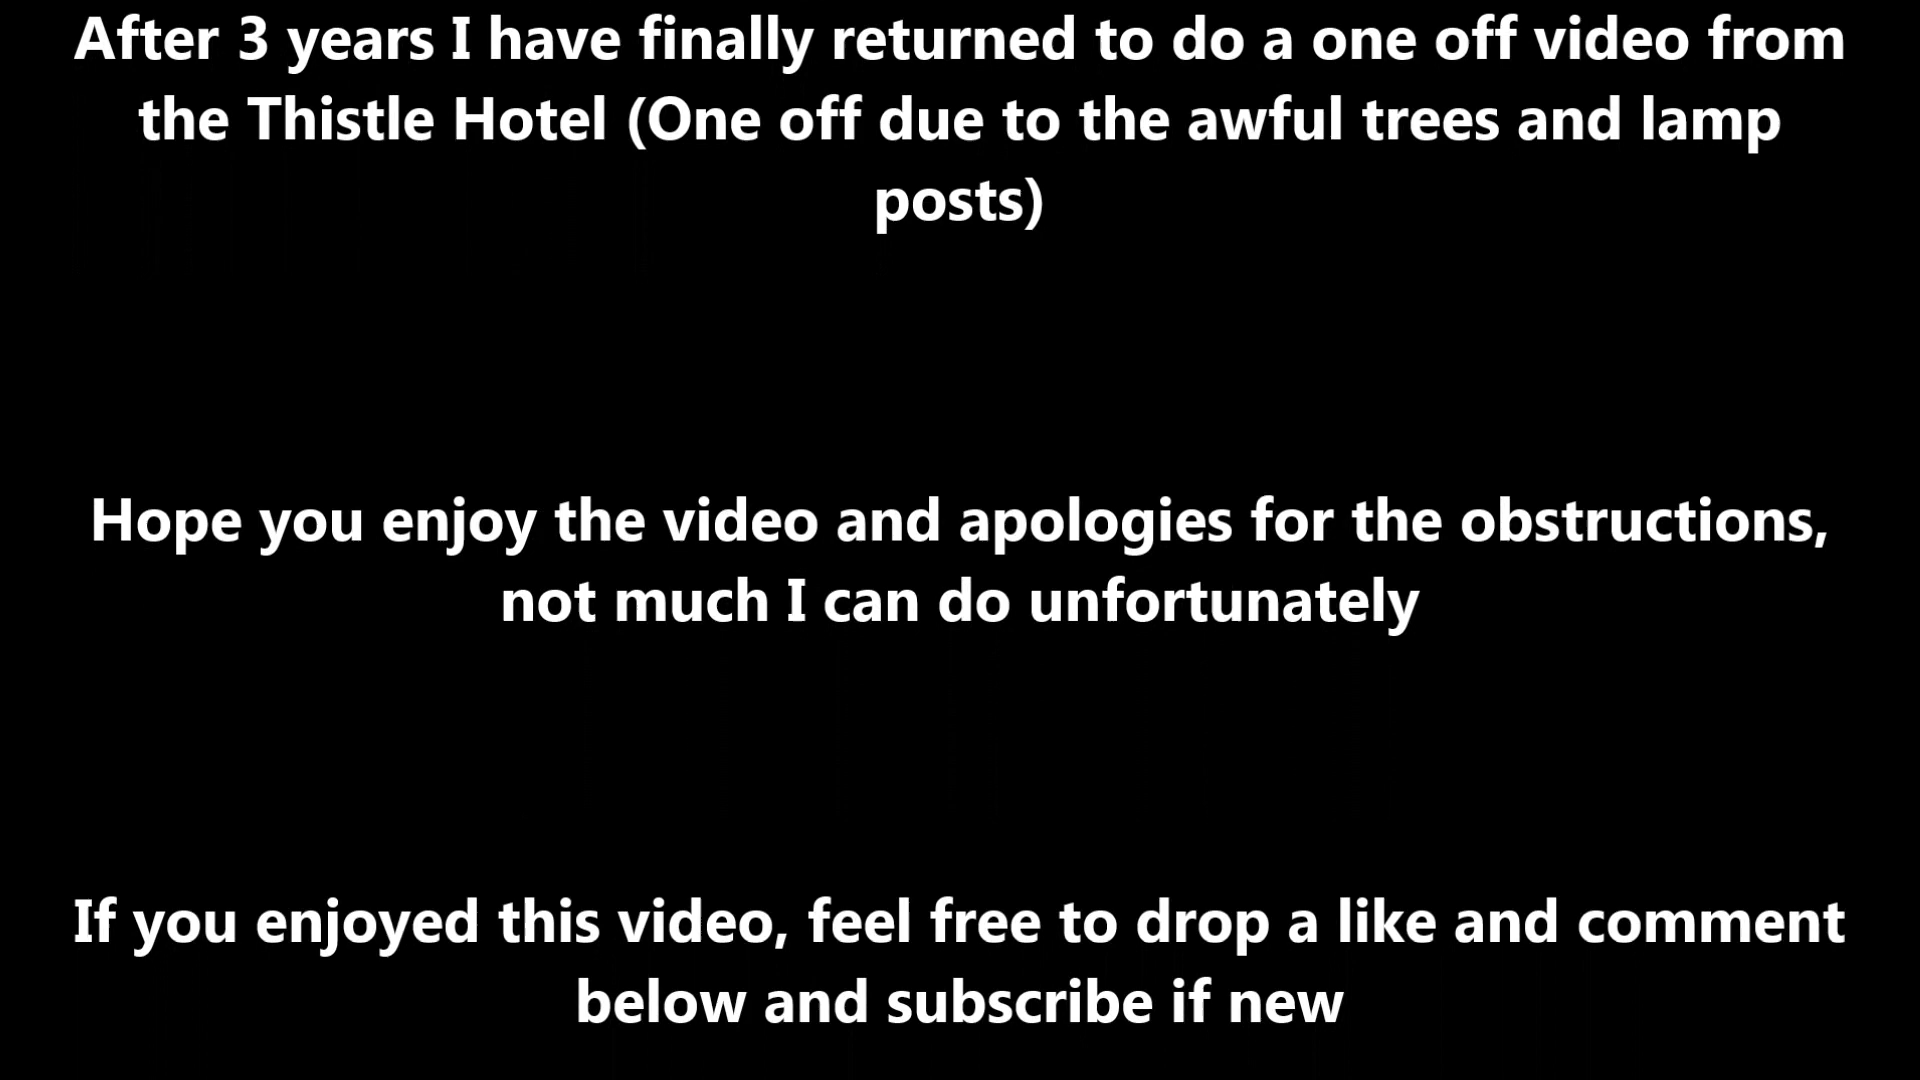 After 3 years I have finally returned to do a one off video from
the Thistle Hotel (One off due to the awful trees and lamp
posts)
Hope you enjoy the video and apologies for the obstructions,
not much I can do unfortunately
If you enjoyed this video, feel free to drop a like and comment
below and subscribe if new